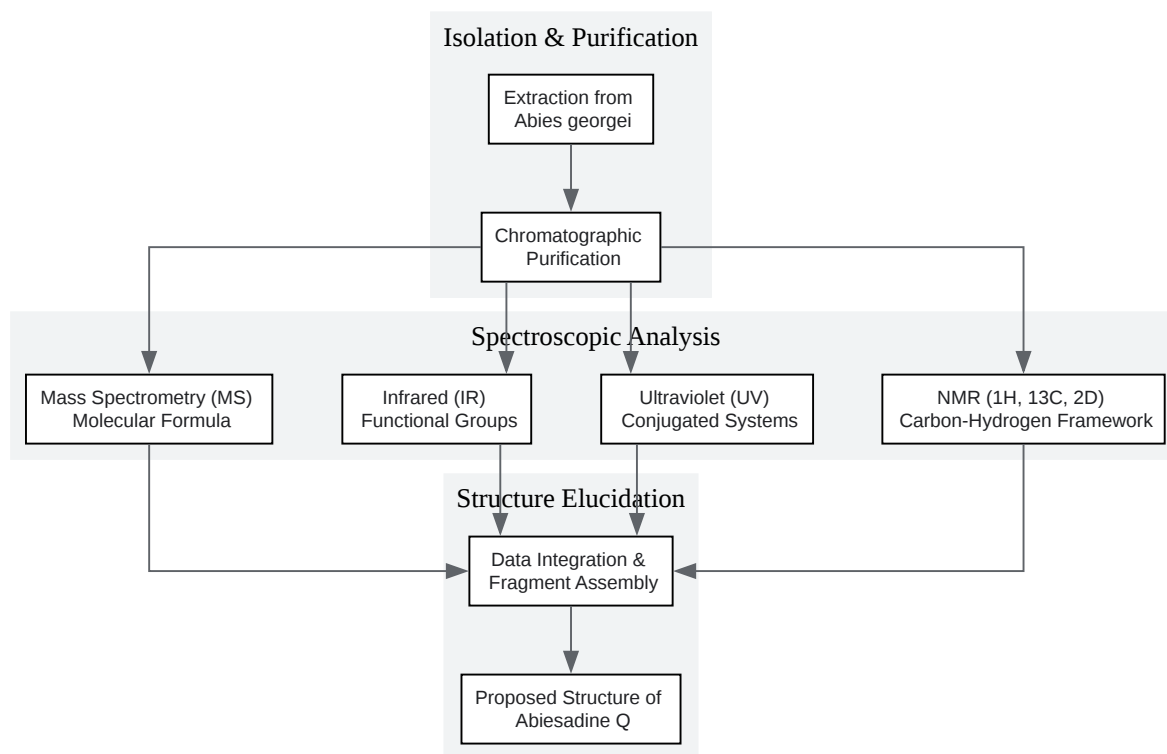 Isolation & Purification
Extraction from
Abies georgei
Chromatographic
Purification
Spectroscopic Analysis
Mass Spectrometry (MS)
Molecular Formula
Infrared (IR)
Functional Groups
Ultraviolet (UV)
Conjugated Systems
NMR (1H, 13C, 2D)
Carbon-Hydrogen Framework
Structure Elucidation
Data Integration &
Fragment Assembly
Proposed Structure of
Abiesadine Q